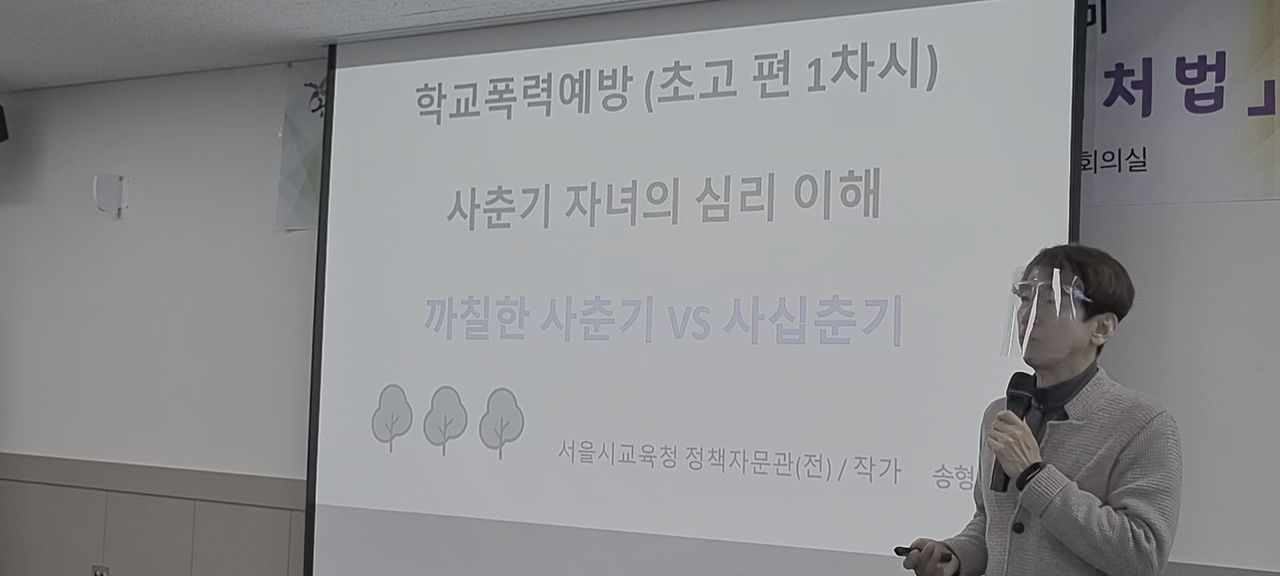 학교폭력예방 (초고 편 1차시)
사춘기 자녀의 심리 이해
까칠한 사춘기 vs 사십춘기
서울시교육청 정책자문관(전) / 작가 송형
처법」
회의실